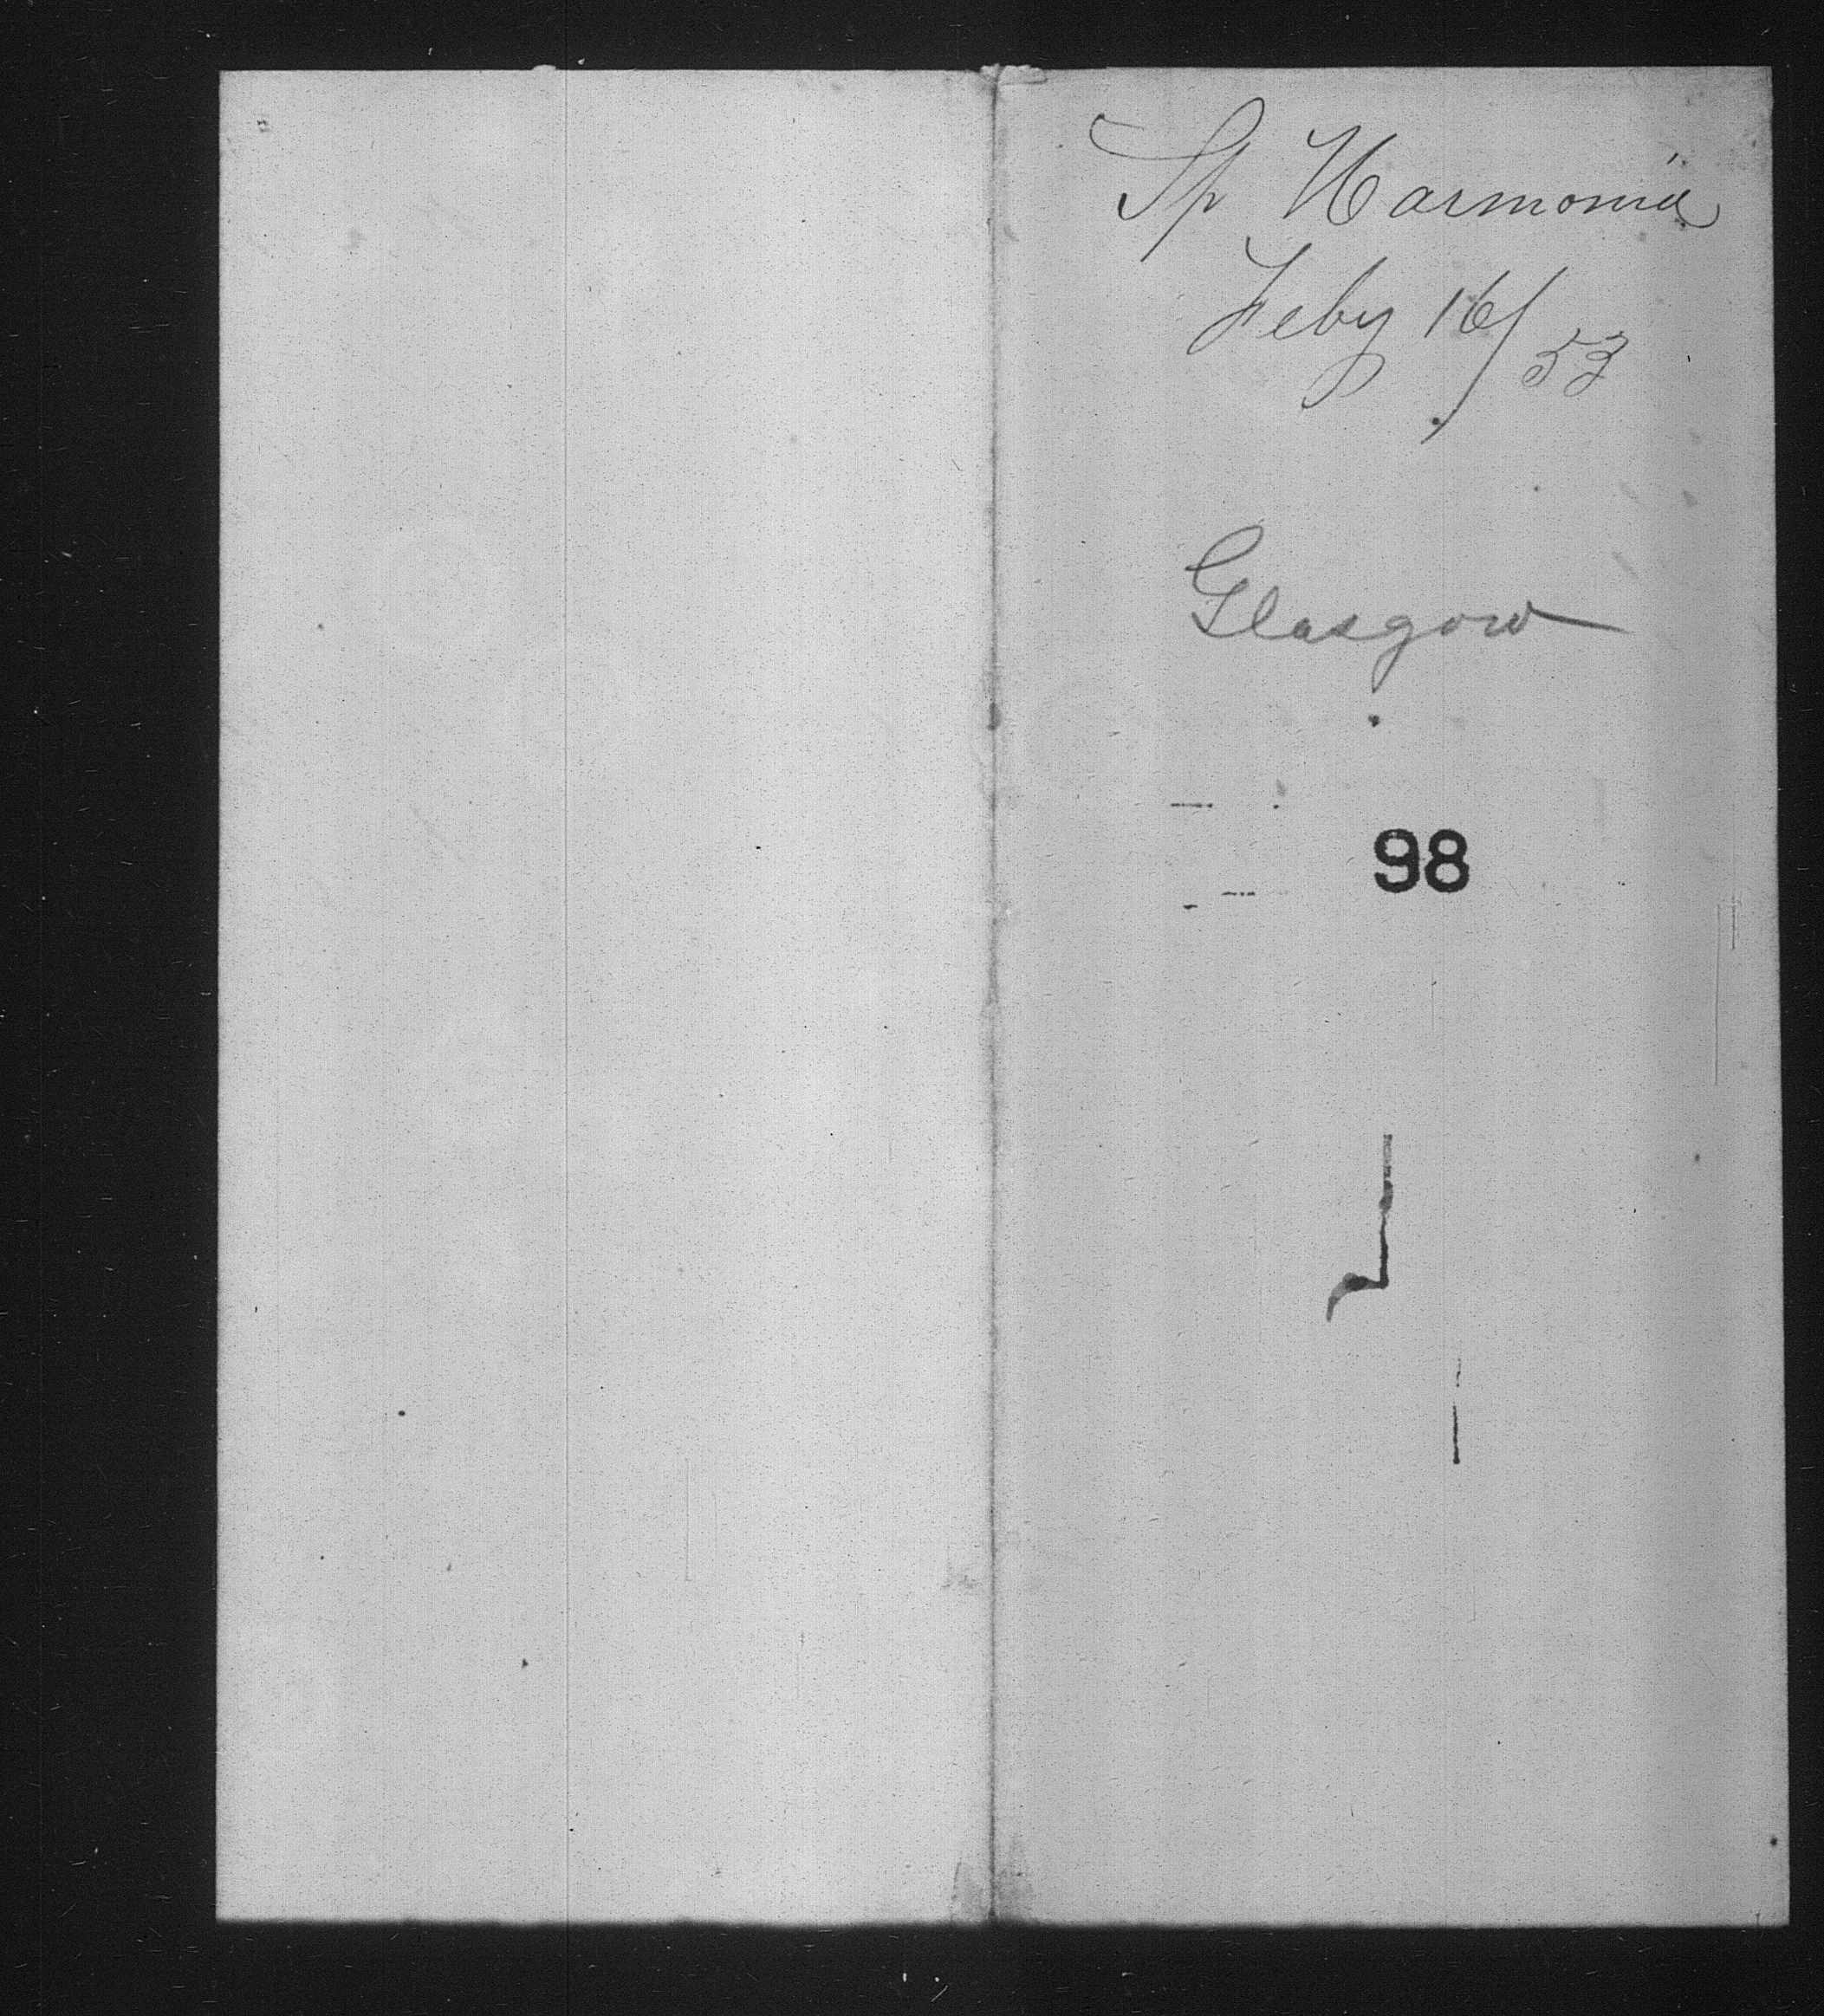 Sp Harmonia
Feby 16/53
Glasgow
98